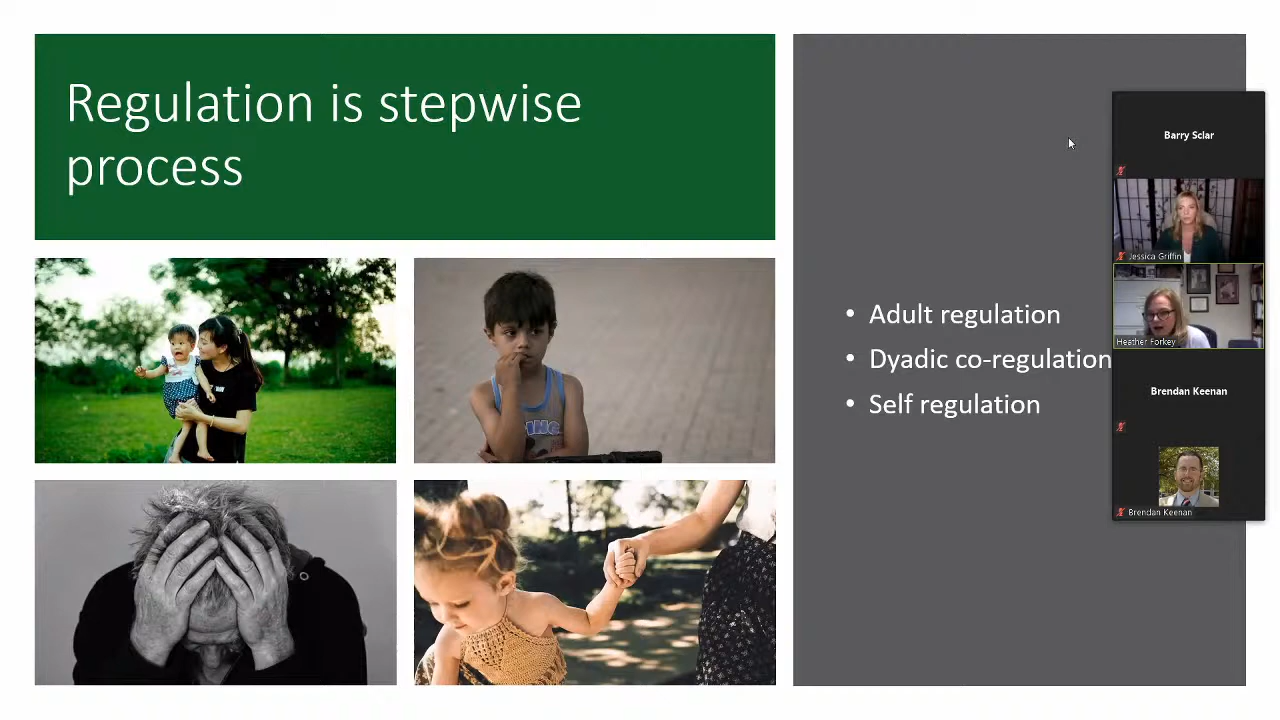 Regulation is stepwise
process
• Adult regulation
• Dyadic co-regulation
• Self regulation
Barry Sclar
Jessica Griffin
Heather Forkey
Brendan Keenan
Brendan Keenan
ING